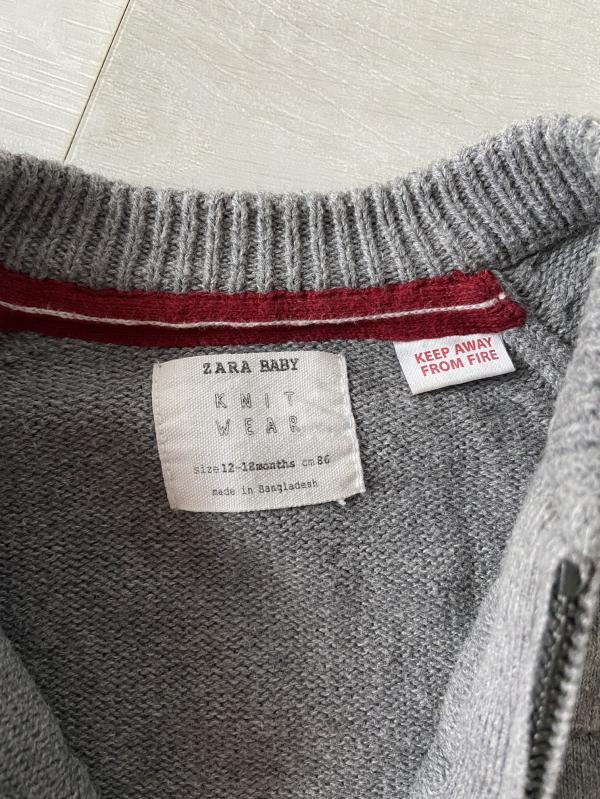 ZARA BABY
KNIT
WEAR
size 12-18months cm 86
made in Bangladesh
KEEP AWAY
FROM FIRE